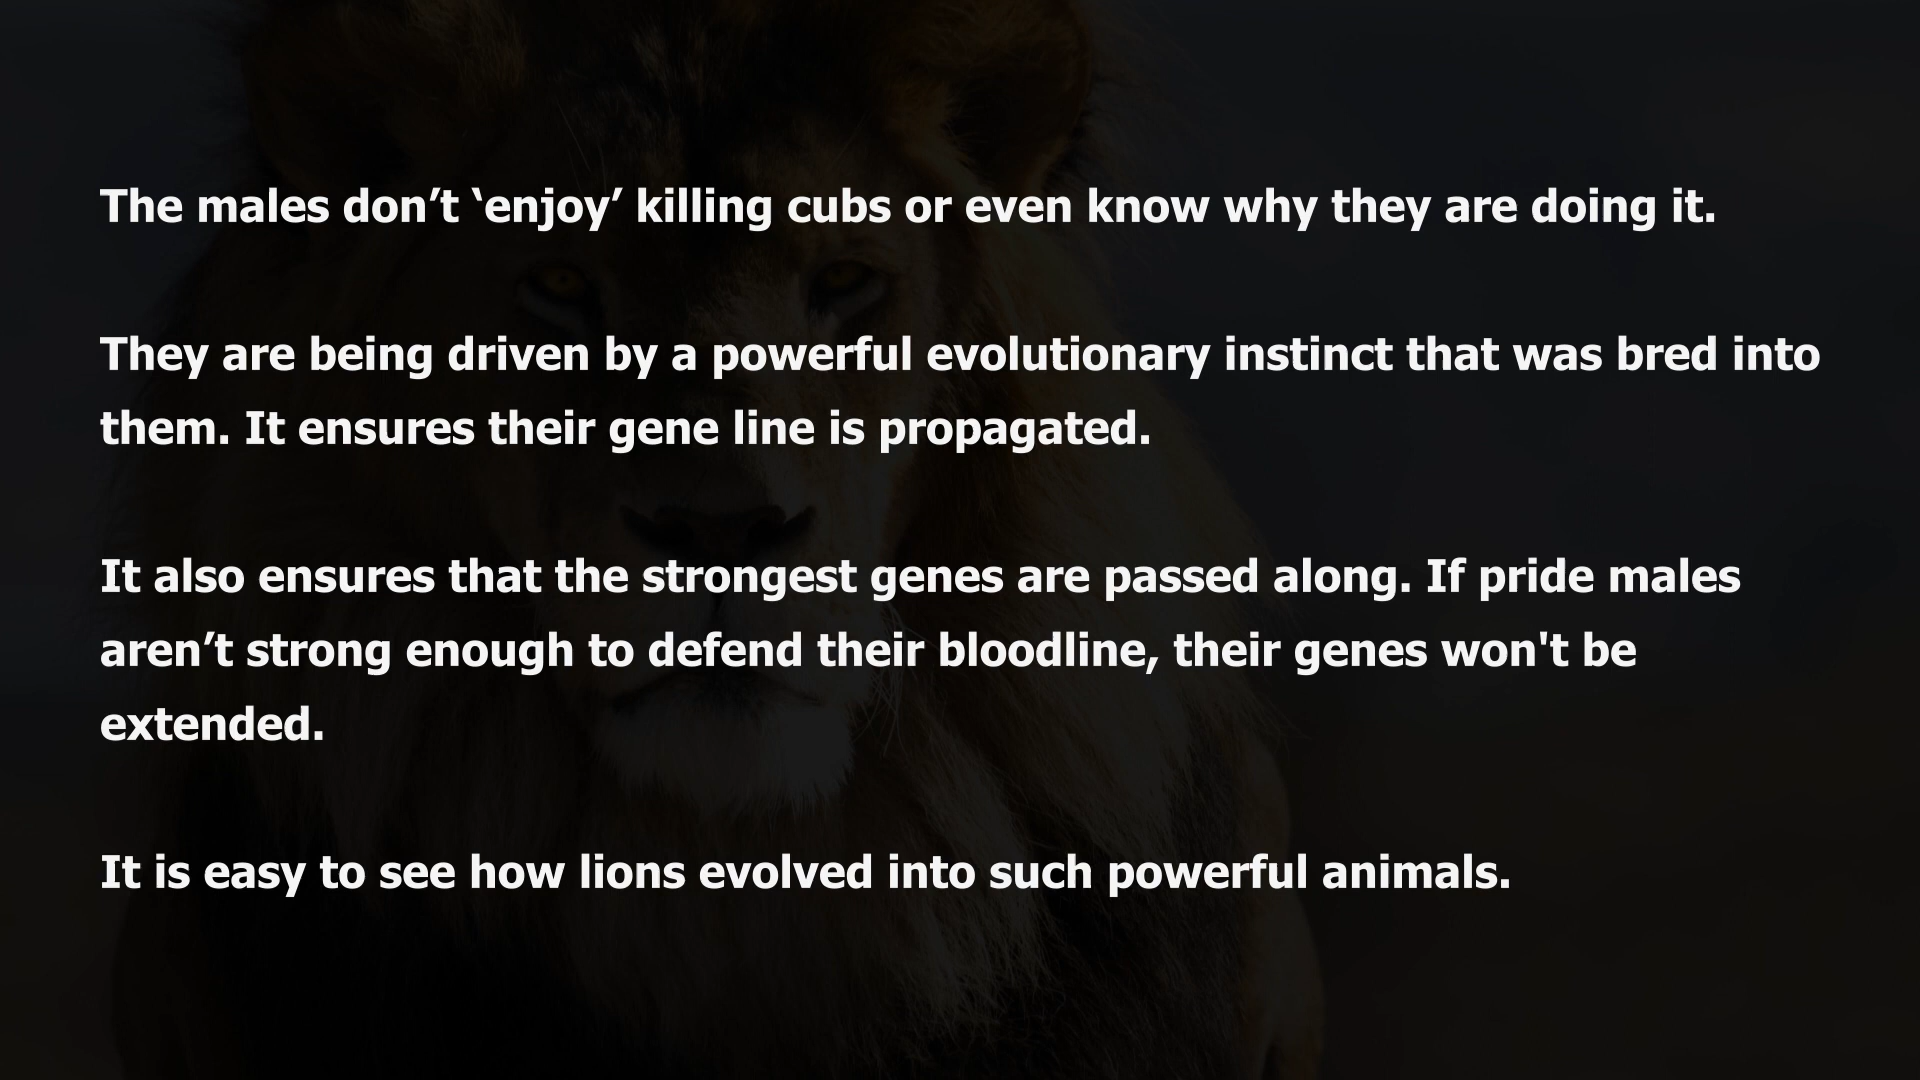 The males don’t ‘enjoy’ killing cubs or even know why they are doing it.
They are being driven by a powerful evolutionary instinct that was bred into
them. It ensures their gene line is propagated.
It also ensures that the strongest genes are passed along. If pride males
aren’t strong enough to defend their bloodline, their genes won't be
extended.
It is easy to see how lions evolved into such powerful animals.